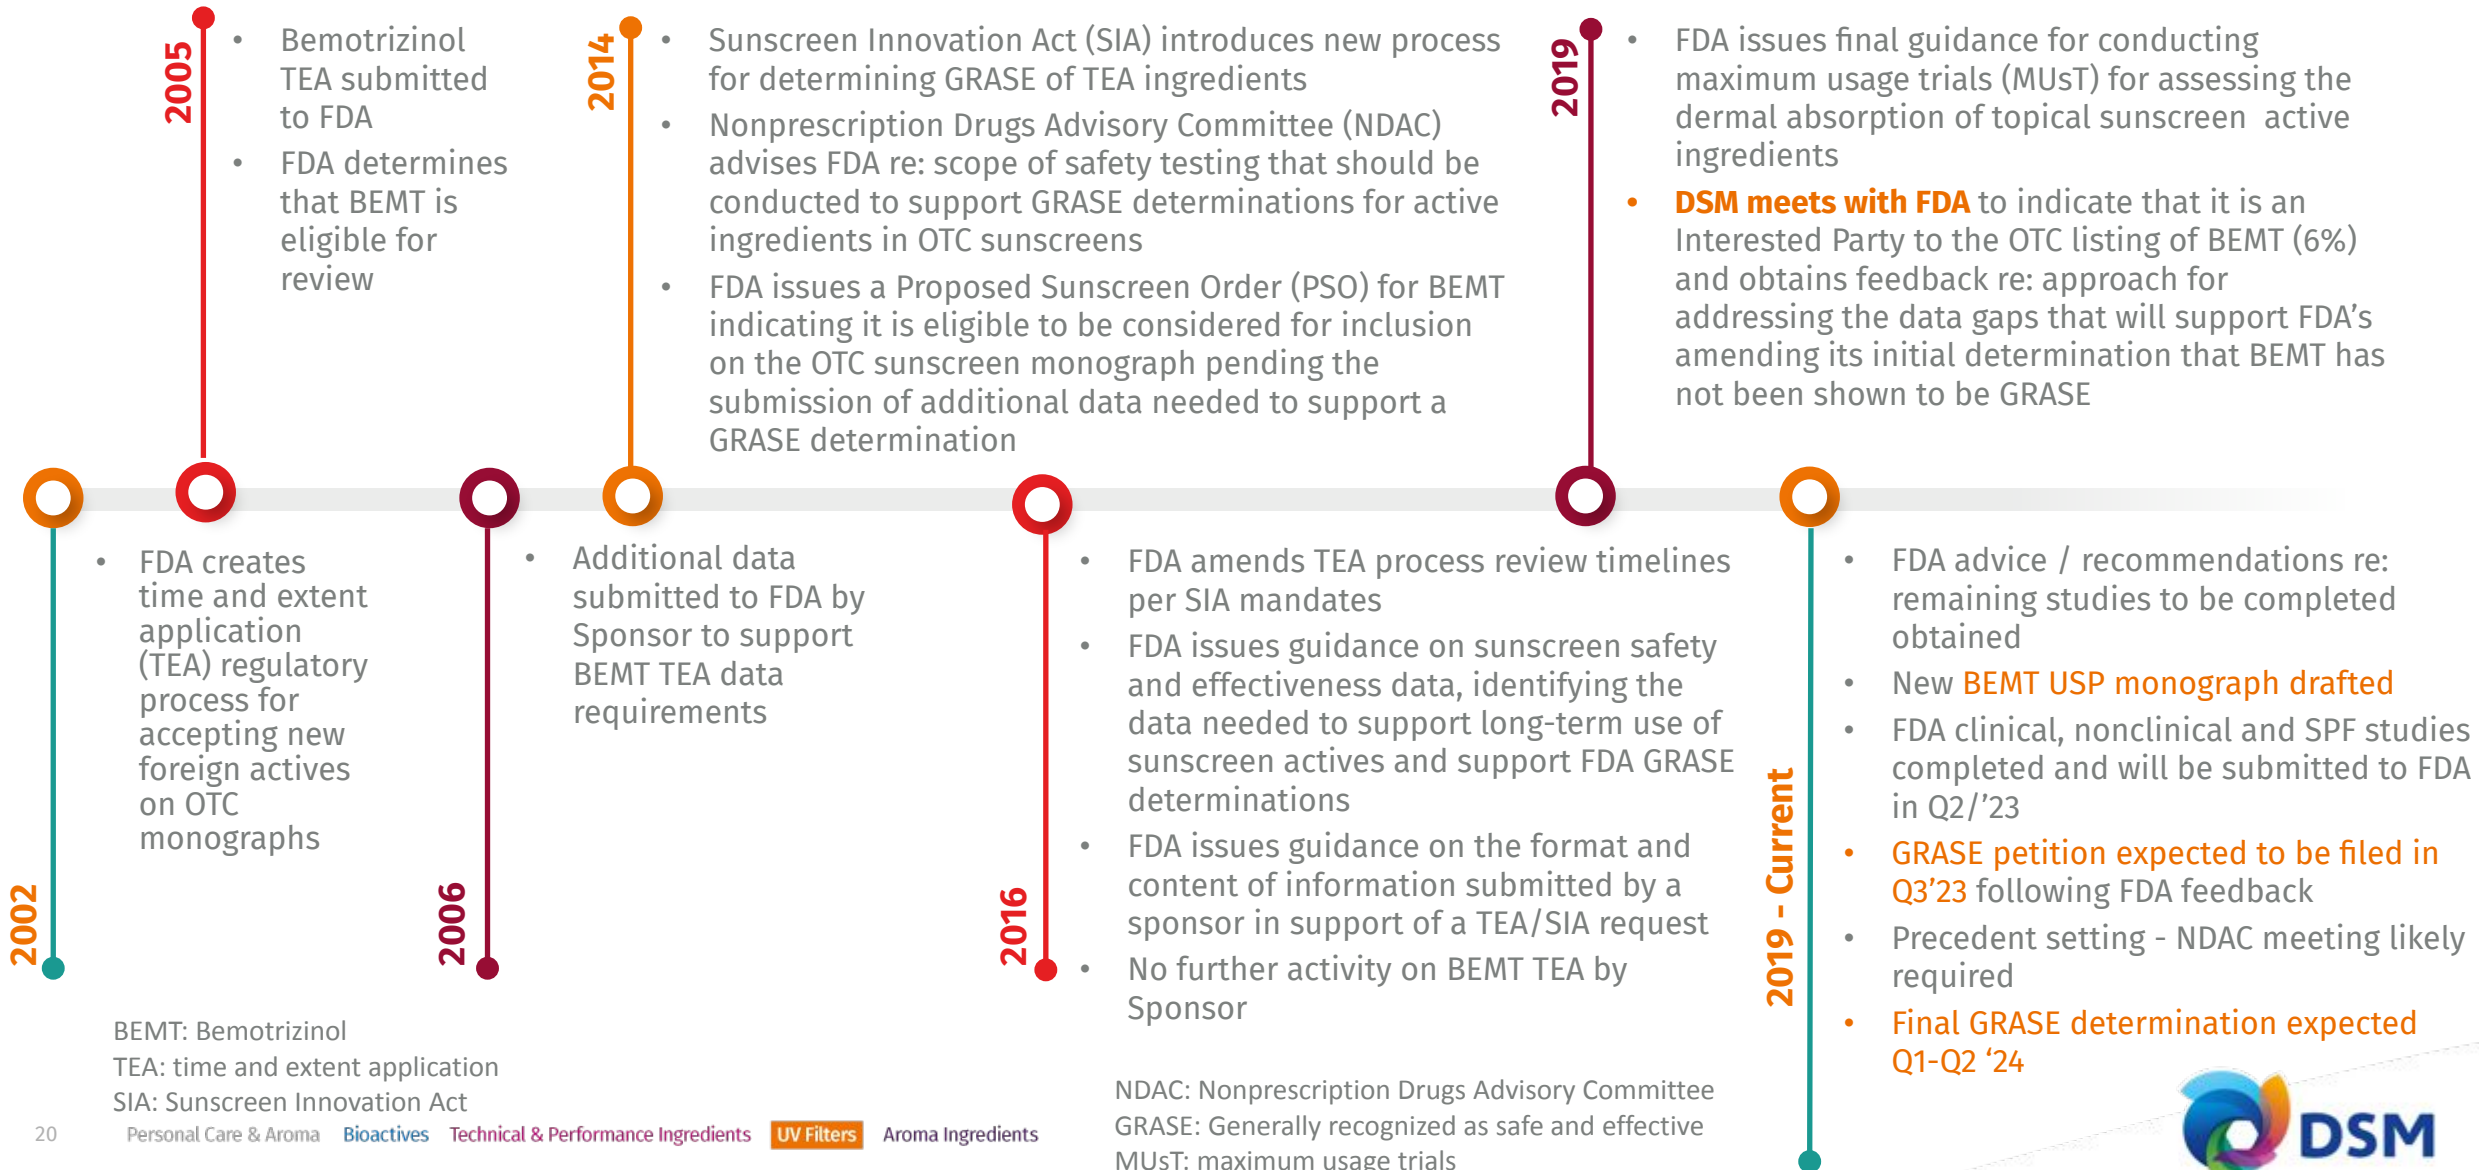 2005
• Bemotrizinol
TEA submitted
to FDA
• FDA determines
that BEMT is
eligible for
review
2014
• Sunscreen Innovation Act (SIA) introduces new process
for determining GRASE of TEA ingredients
• Nonprescription Drugs Advisory Committee (NDAC)
advises FDA re: scope of safety testing that should be
conducted to support GRASE determinations for active
ingredients in OTC sunscreens
• FDA issues a Proposed Sunscreen Order (PSO) for BEMT
indicating it is eligible to be considered for inclusion
on the OTC sunscreen monograph pending the
submission of additional data needed to support a
GRASE determination
2019
• FDA issues final guidance for conducting
maximum usage trials (MUsT) for assessing the
dermal absorption of topical sunscreen active
ingredients
• DSM meets with FDA to indicate that it is an
Interested Party to the OTC listing of BEMT (6%)
and obtains feedback re: approach for
addressing the data gaps that will support FDA’s
amending its initial determination that BEMT has
not been shown to be GRASE
2002
• FDA creates
time and extent
application
(TEA) regulatory
process for
accepting new
foreign actives
on OTC
monographs
2006
• Additional data
submitted to FDA by
Sponsor to support
BEMT TEA data
requirements
2016
• FDA amends TEA process review timelines
per SIA mandates
• FDA issues guidance on sunscreen safety
and effectiveness data, identifying the
data needed to support long-term use of
sunscreen actives and support FDA GRASE
determinations
• FDA issues guidance on the format and
content of information submitted by a
sponsor in support of a TEA/SIA request
• No further activity on BEMT TEA by
Sponsor
2019 - Current
• FDA advice / recommendations re:
remaining studies to be completed
obtained
• New BEMT USP monograph drafted
• FDA clinical, nonclinical and SPF studies
completed and will be submitted to FDA
in Q2/’23
• GRASE petition expected to be filed in
Q3’23 following FDA feedback
• Precedent setting - NDAC meeting likely
required
• Final GRASE determination expected
Q1-Q2 ‘24
BEMT: Bemotrizinol
TEA: time and extent application
SIA: Sunscreen Innovation Act
NDAC: Nonprescription Drugs Advisory Committee
GRASE: Generally recognized as safe and effective
MUsT: maximum usage trials
20 Personal Care & Aroma Bioactives Technical & Performance Ingredients UV Filters Aroma Ingredients
DSM